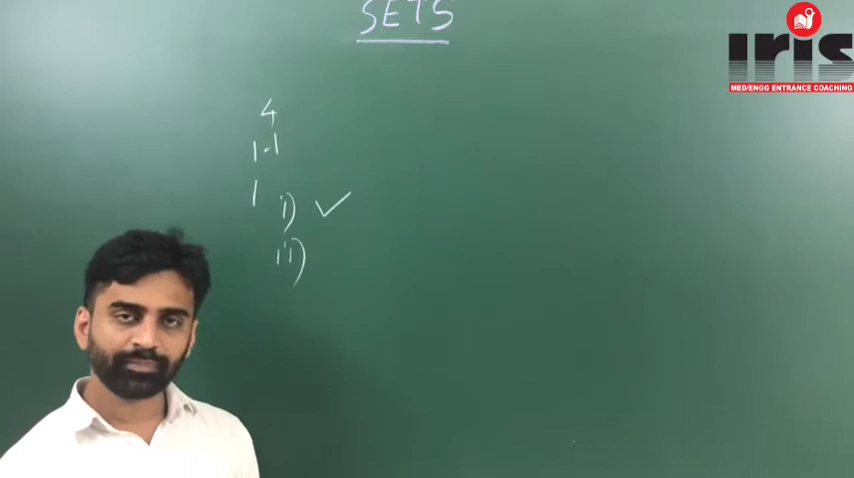 SETS
iris
MED/ENGG ENTRANCE COACHING
4
1.1
1
i) ✓
ii)